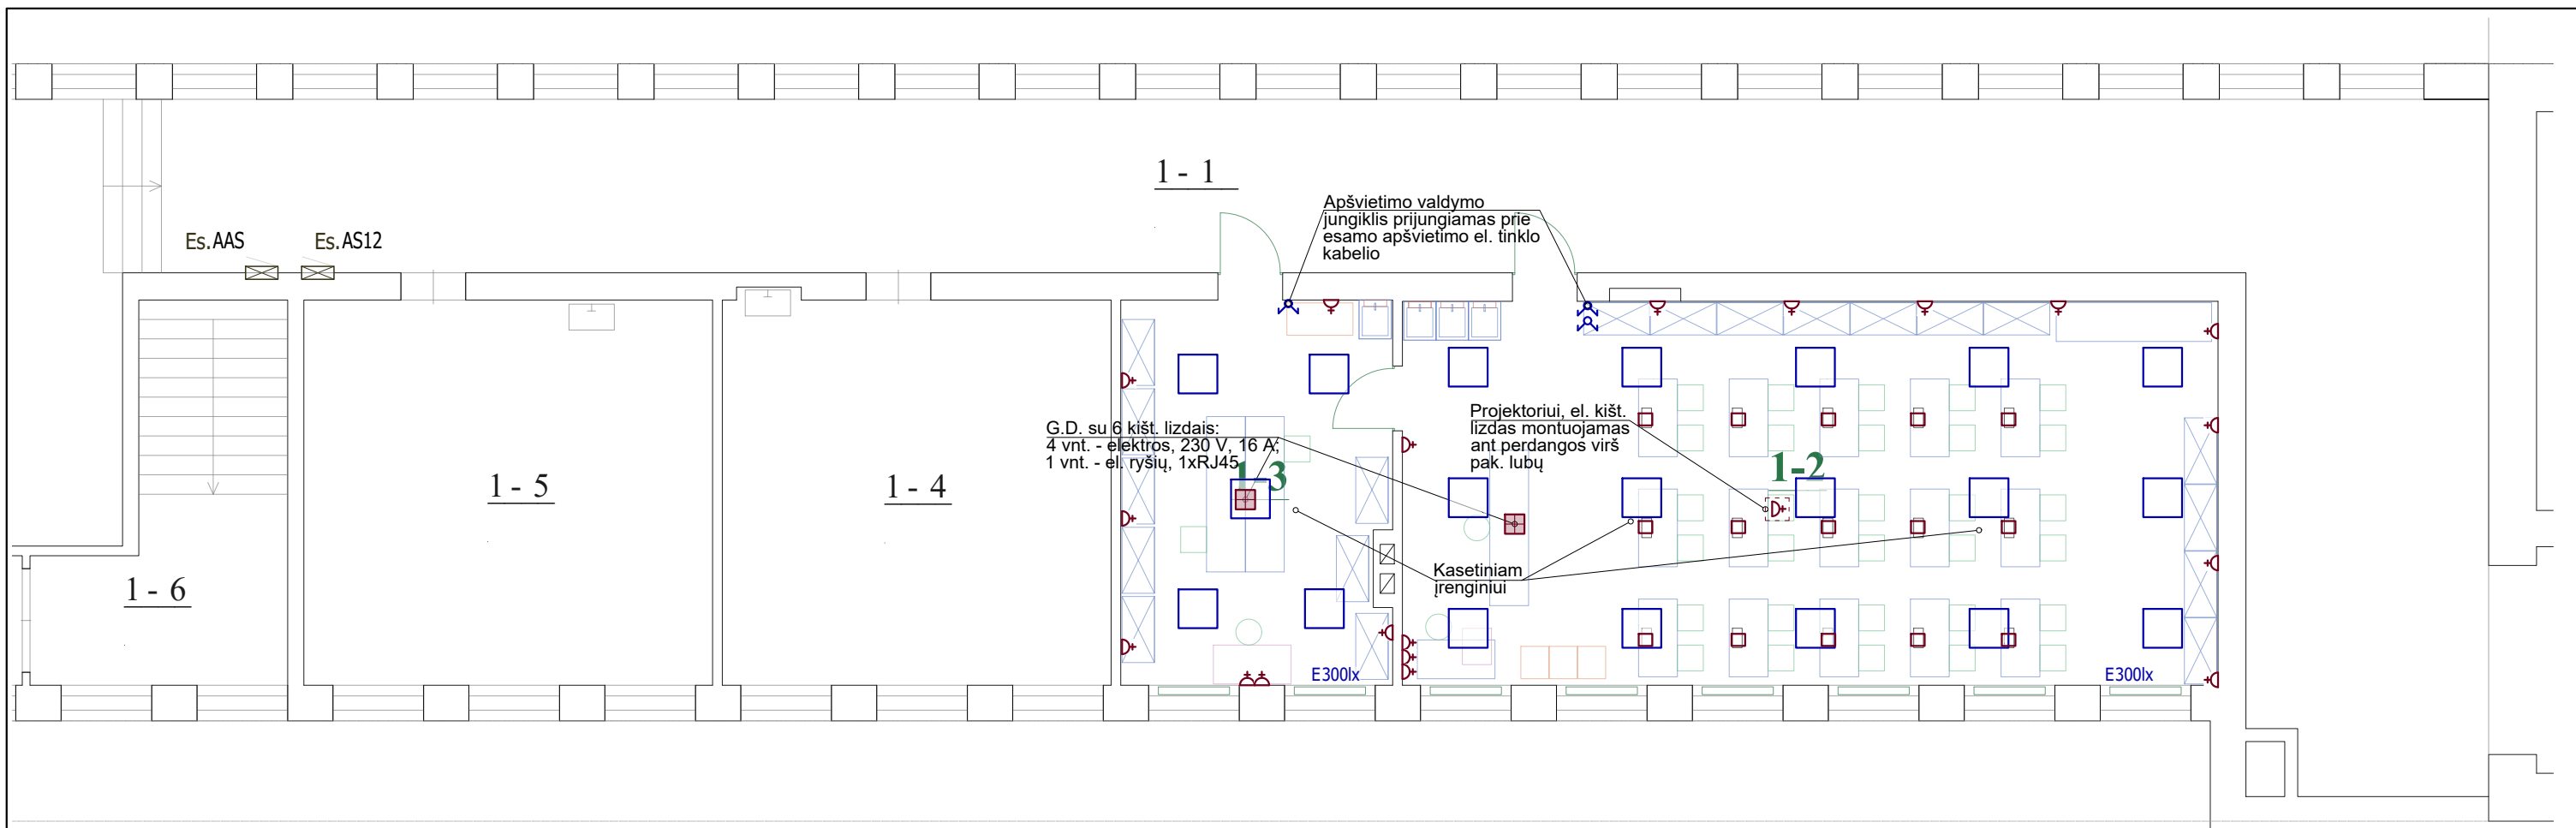 1 - 1
Apšvietimo valdymo
jungiklis prijungiamas prie
esamo apšvietimo el. tinklo
kabelio
Es.AAS
Es.AS12
G.D. su 6 kišt. lizdais:
4 vnt. - elektros, 230 V, 16 A;
1 vnt. - el. ryšių, 1xRJ45
Projektoriui, el. kišt.
lizdas montuojamas
ant perdangos virš
pak. lubų
1-3
1-2
1 - 5
1 - 4
Kasetiniam
įrenginiui
1 - 6
E300lx
E300lx